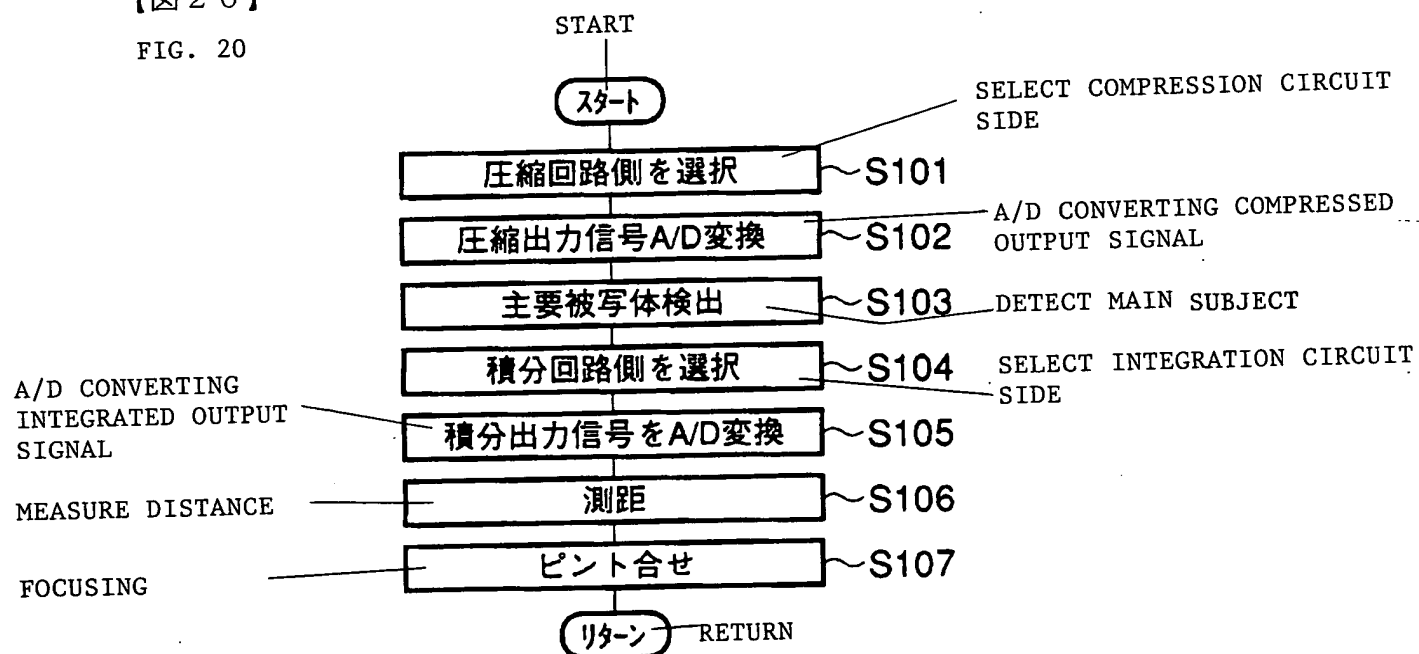 【図20】
FIG. 20
START
スタート
SELECT COMPRESSION CIRCUIT
SIDE
圧縮回路側を選択
S101
A/D CONVERTING COMPRESSED
OUTPUT SIGNAL
圧縮出力信号A/D変換
S102
主要被写体検出
S103
DETECT MAIN SUBJECT
積分回路側を選択
S104
SELECT INTEGRATION CIRCUIT
SIDE
A/D CONVERTING
INTEGRATED OUTPUT
SIGNAL
積分出力信号をA/D変換
S105
MEASURE DISTANCE
測距
S106
FOCUSING
ピント合せ
S107
リターン
RETURN